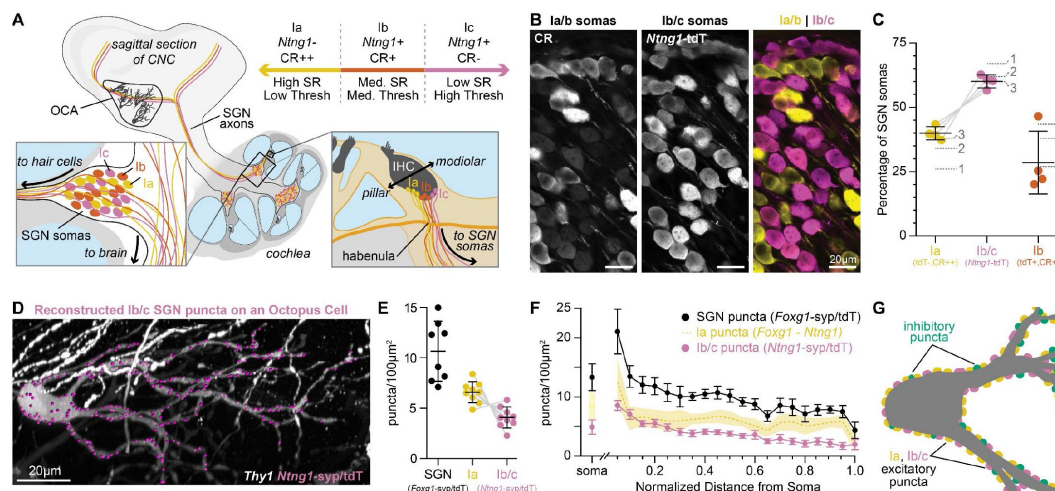 A
sagittal section
of CNC
OCA
SGN
axons
Ia
Ntng1-
CR++
Ib
Ntng1+
CR+
Ic
Ntng1+
CR-
High SR
Low Thresh
Med. SR
Med. Thresh
Low SR
High Thresh
to hair cells
Ic
Ib
Ia
SGN somas
to brain
cochlea
IHC
modiolar
pillar
Ia
Ib
Ic
habenula
to SGN
somas
B
Ia/b somas
Ib/c somas
Ia/b | Ib/c
CR
Ntng1-tdT
20µm
C
Percentage of SGN somas
75
50
25
0
1
2
3
3
2
1
Ia
(tdT-,CR++)
Ib/c
(Ntng1-tdT)
Ib
(tdT+,CR+
D
Reconstructed Ib/c SGN puncta on an Octopus Cell
20µm
Thy1 Ntng1-syp/tdT
E
puncta/100µm²
15
10
5
0
SGN
(Foxg1-syp/tdT)
Ia
Ib/c
(Ntng1-syp/tdT)
F
puncta/100µm²
25
20
15
10
5
0
SGN puncta (Foxg1-syp/tdT)
Ia puncta (Foxg1 - Ntng1)
Ib/c puncta (Ntng1-syp/tdT)
soma
0.2
0.4
0.6
0.8
1.0
Normalized Distance from Soma
G
inhibitory
puncta
Ia, Ib/c
excitatory
puncta